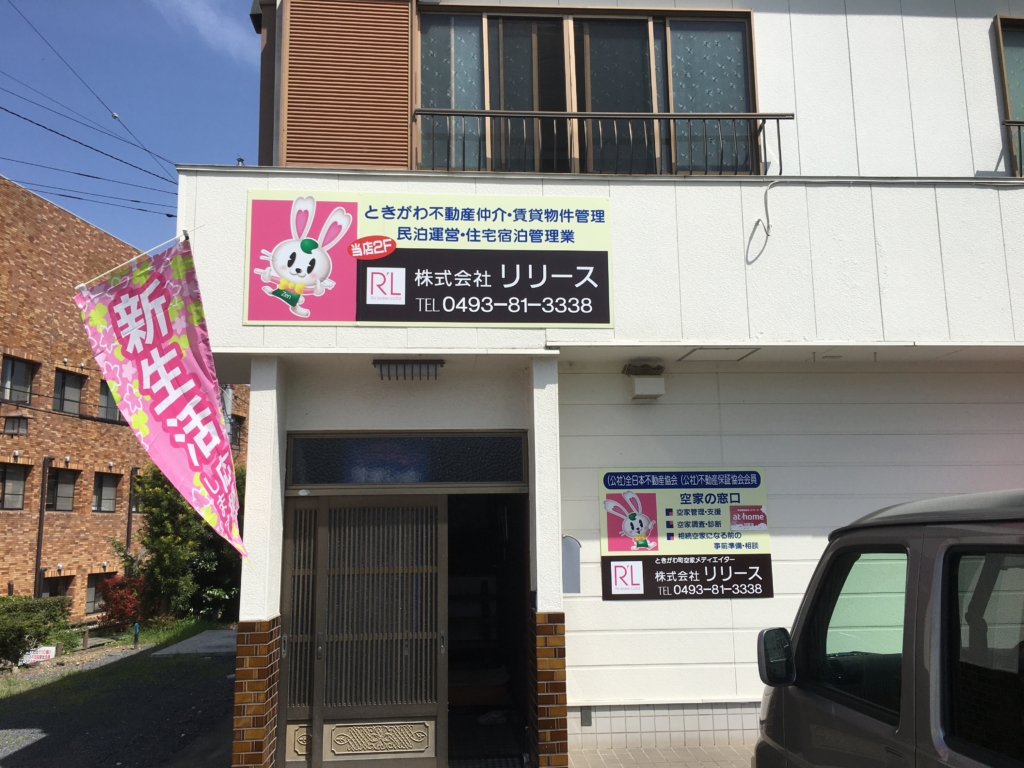 ときがわ不動産仲介・賃貸物件管理
民泊運営・住宅宿泊管理業
当店2F
R'L
株式会社 リリース
TEL 0493-81-3338
新生活
(公社)全日本不動産協会 (公社)不動産保証協会会員
空家の窓口
空家管理・支援
空家調査・診断
at-home
相続空家になる前の
事前準備・相談
ときがわ町空家メディエイター
R'L
株式会社 リリース
TEL 0493-81-3338